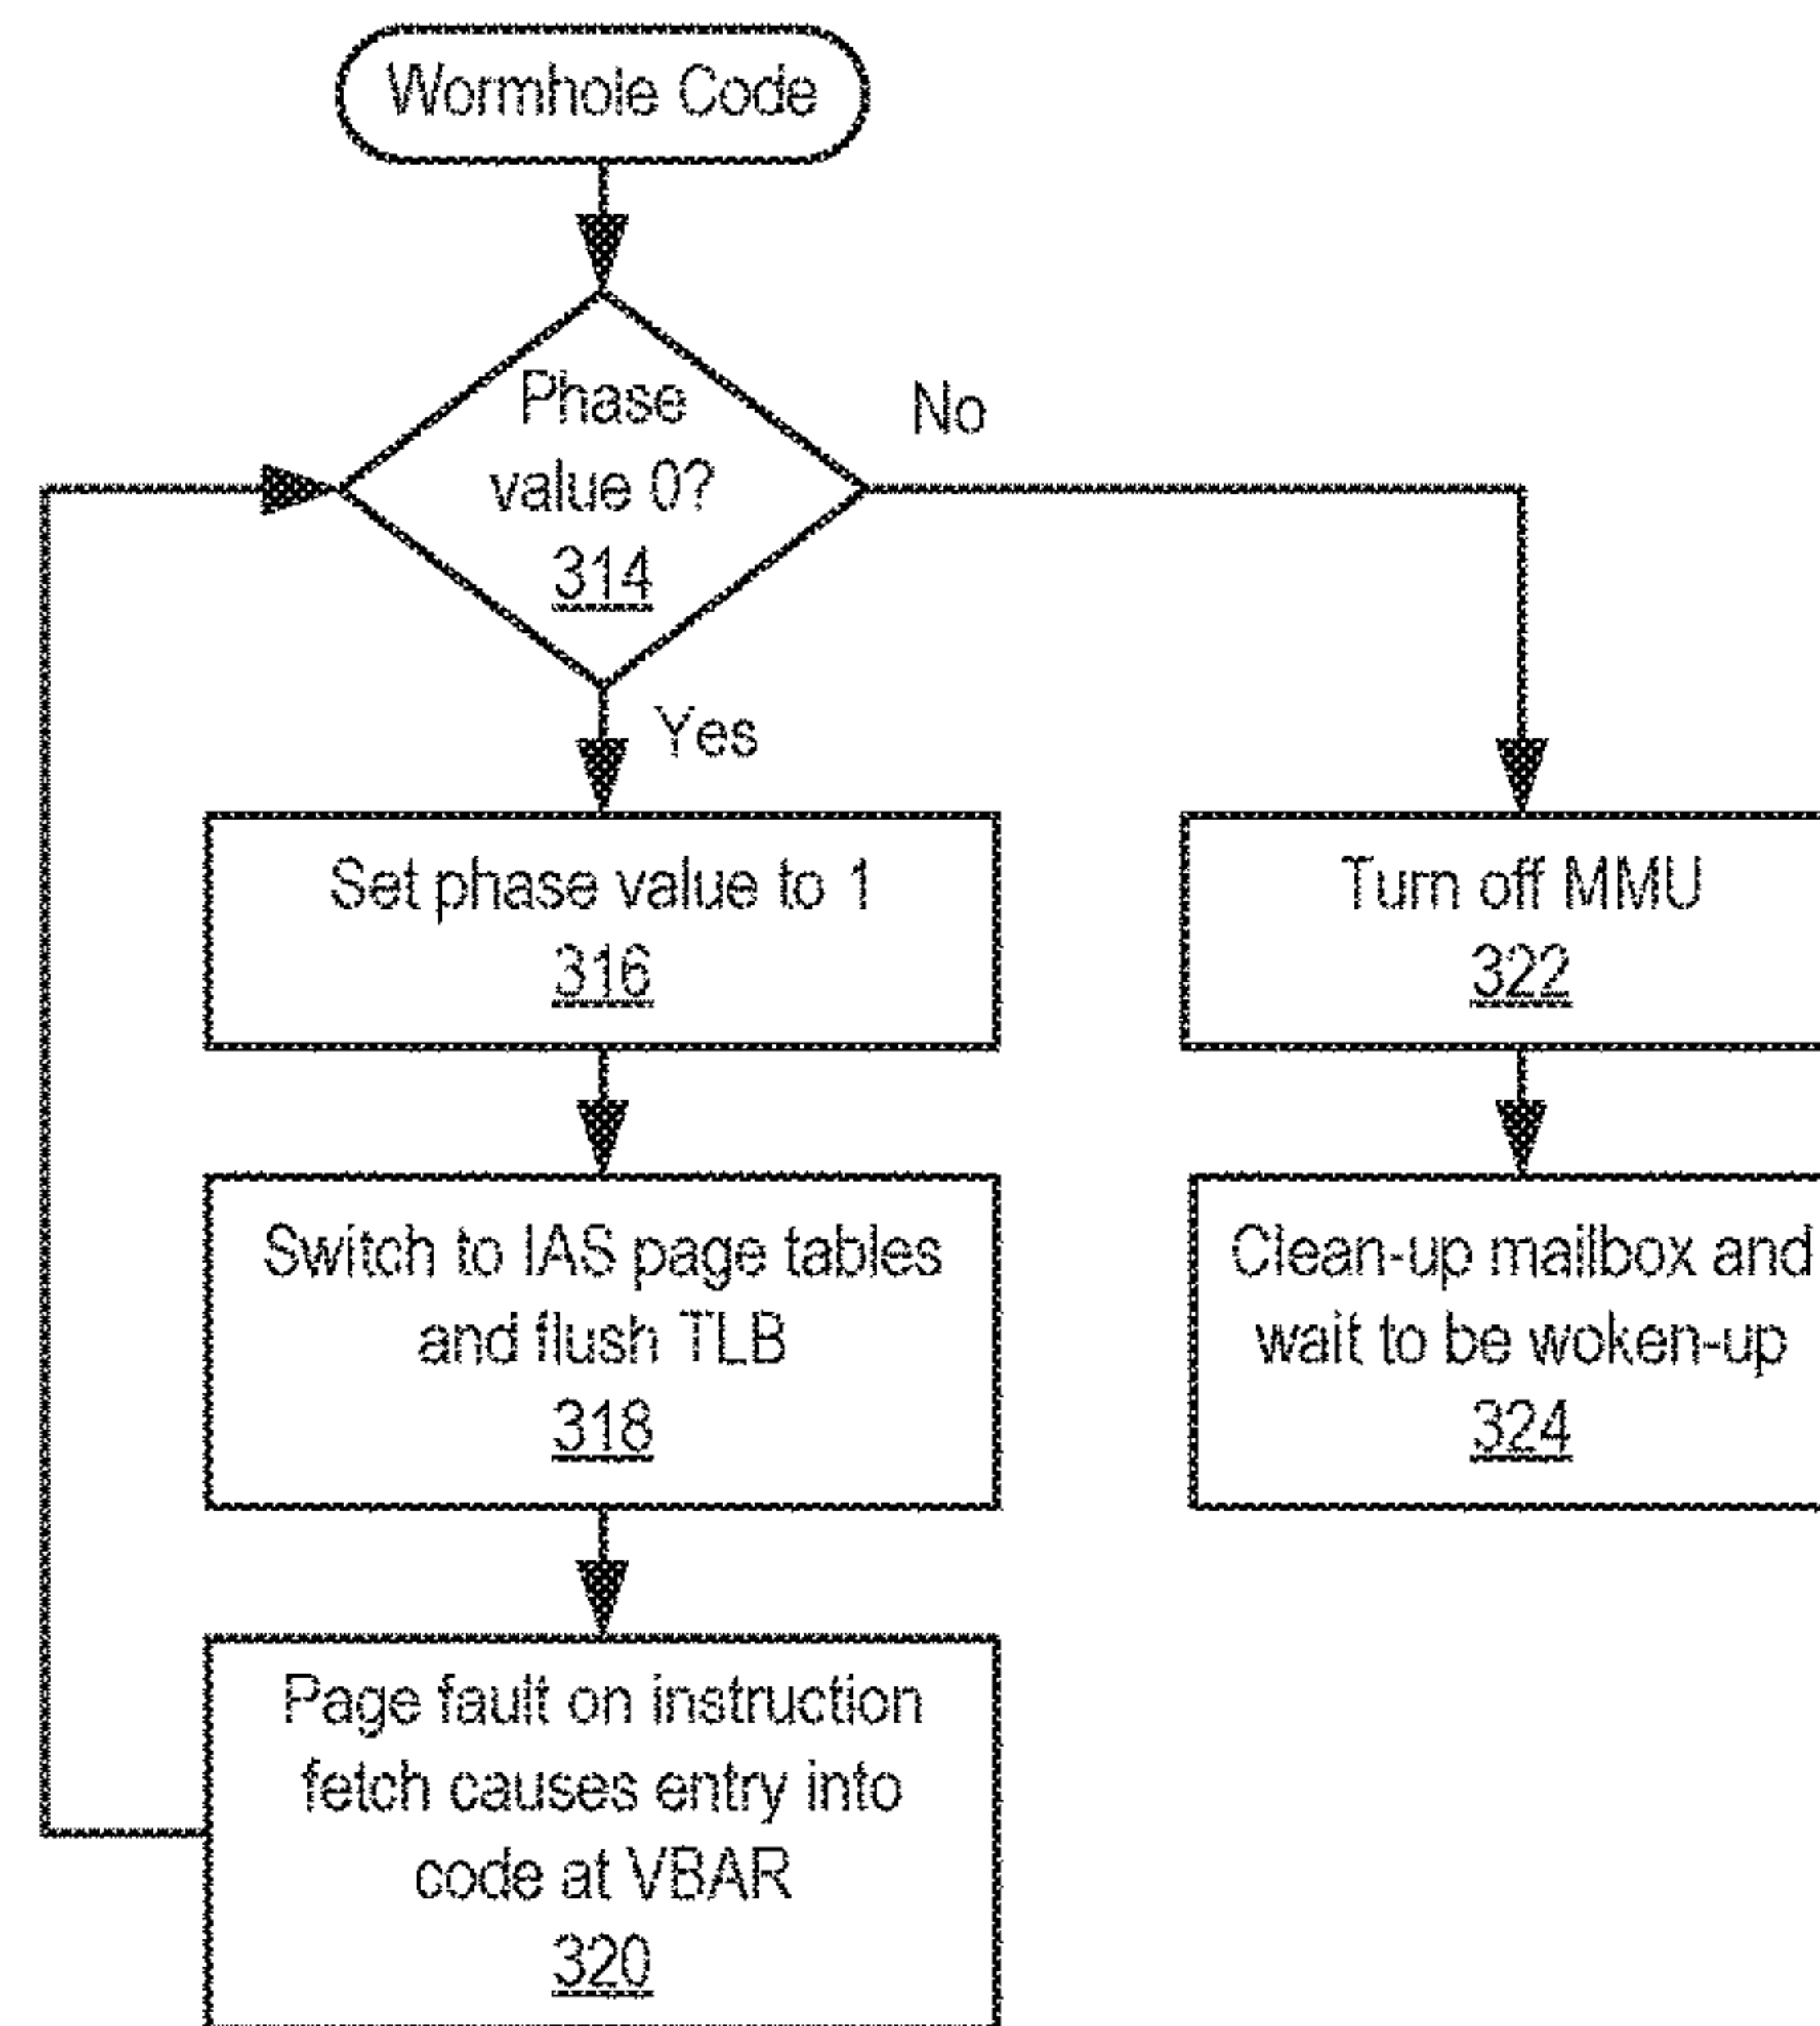 Wormhole Code
Phase
value 0?
314
No
Yes
Set phase value to 1
316
Turn off MMU
322
Switch to IAS page tables
and flush TLB
318
Clean-up mailbox and
wait to be woken-up
324
Page fault on instruction
fetch causes entry into
code at VBAR
320